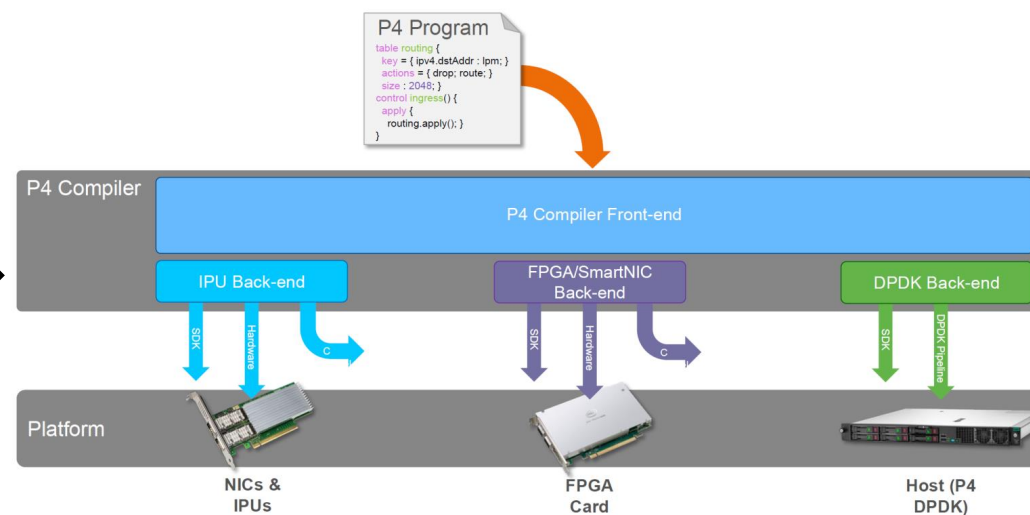 P4 Program
table routing {
key = { ipv4.dstAddr : lpm; }
actions = { drop; route; }
size : 2048; }
control ingress() {
apply {
routing.apply(); }
}
P4 Compiler
P4 Compiler Front-end
IPU Back-end
FPGA/SmartNIC
Back-end
DPDK Back-end
SDK
Hardware
C
SDK
Hardware
C
SDK
DPDK Pipeline
Platform
NICs &
IPUs
FPGA
Card
Host (P4
DPDK)